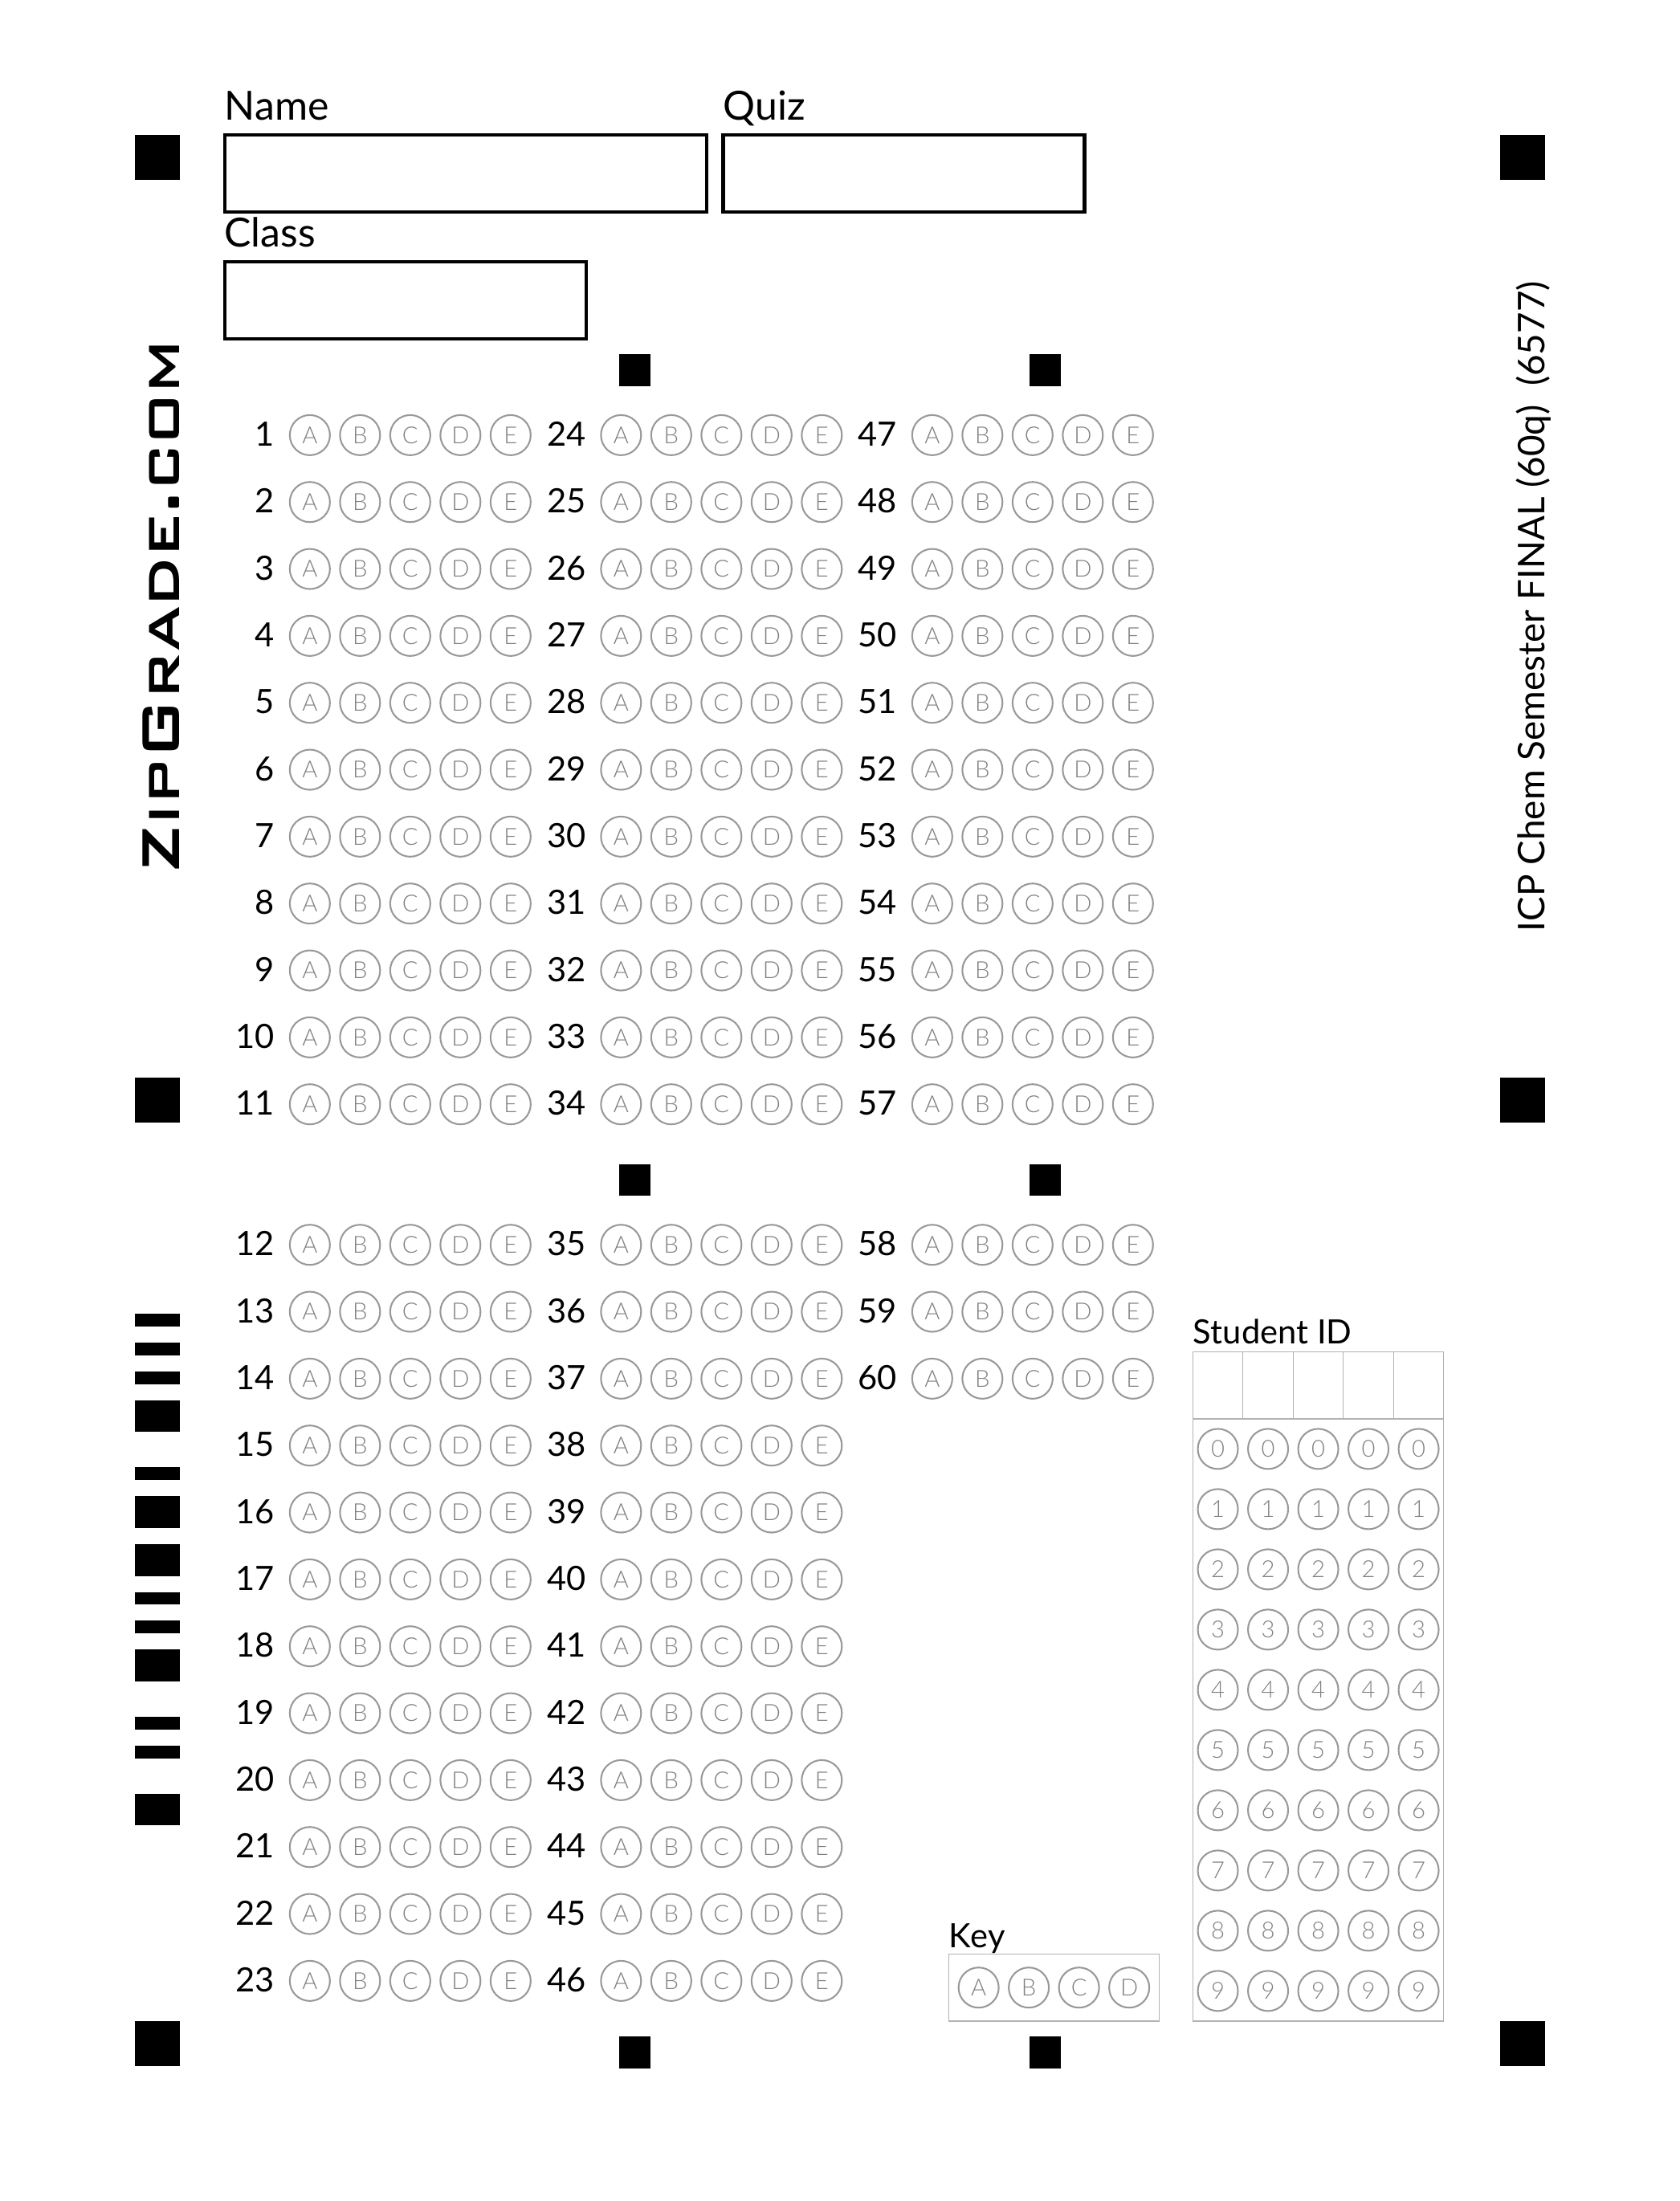 Name Quiz
Class
ZIPGRADE.COM
ICP Chem Semester FINAL (60q) (6577)
1 A B C D E 24 A B C D E 47 A B C D E
2 A B C D E 25 A B C D E 48 A B C D E
3 A B C D E 26 A B C D E 49 A B C D E
4 A B C D E 27 A B C D E 50 A B C D E
5 A B C D E 28 A B C D E 51 A B C D E
6 A B C D E 29 A B C D E 52 A B C D E
7 A B C D E 30 A B C D E 53 A B C D E
8 A B C D E 31 A B C D E 54 A B C D E
9 A B C D E 32 A B C D E 55 A B C D E
10 A B C D E 33 A B C D E 56 A B C D E
11 A B C D E 34 A B C D E 57 A B C D E
12 A B C D E 35 A B C D E 58 A B C D E
13 A B C D E 36 A B C D E 59 A B C D E
14 A B C D E 37 A B C D E 60 A B C D E
15 A B C D E 38 A B C D E
16 A B C D E 39 A B C D E
17 A B C D E 40 A B C D E
18 A B C D E 41 A B C D E
19 A B C D E 42 A B C D E
20 A B C D E 43 A B C D E
21 A B C D E 44 A B C D E
22 A B C D E 45 A B C D E
23 A B C D E 46 A B C D E
Key
A B C D
Student ID
0 0 0 0 0
1 1 1 1 1
2 2 2 2 2
3 3 3 3 3
4 4 4 4 4
5 5 5 5 5
6 6 6 6 6
7 7 7 7 7
8 8 8 8 8
9 9 9 9 9